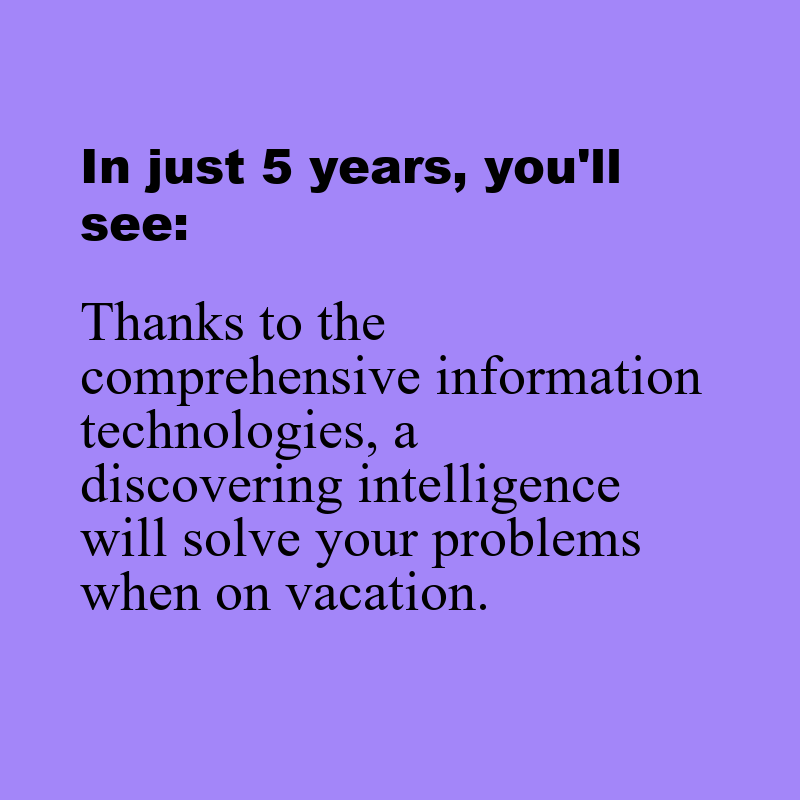 In just 5 years, you'll
see:
Thanks to the
comprehensive information
technologies, a
discovering intelligence
will solve your problems
when on vacation.